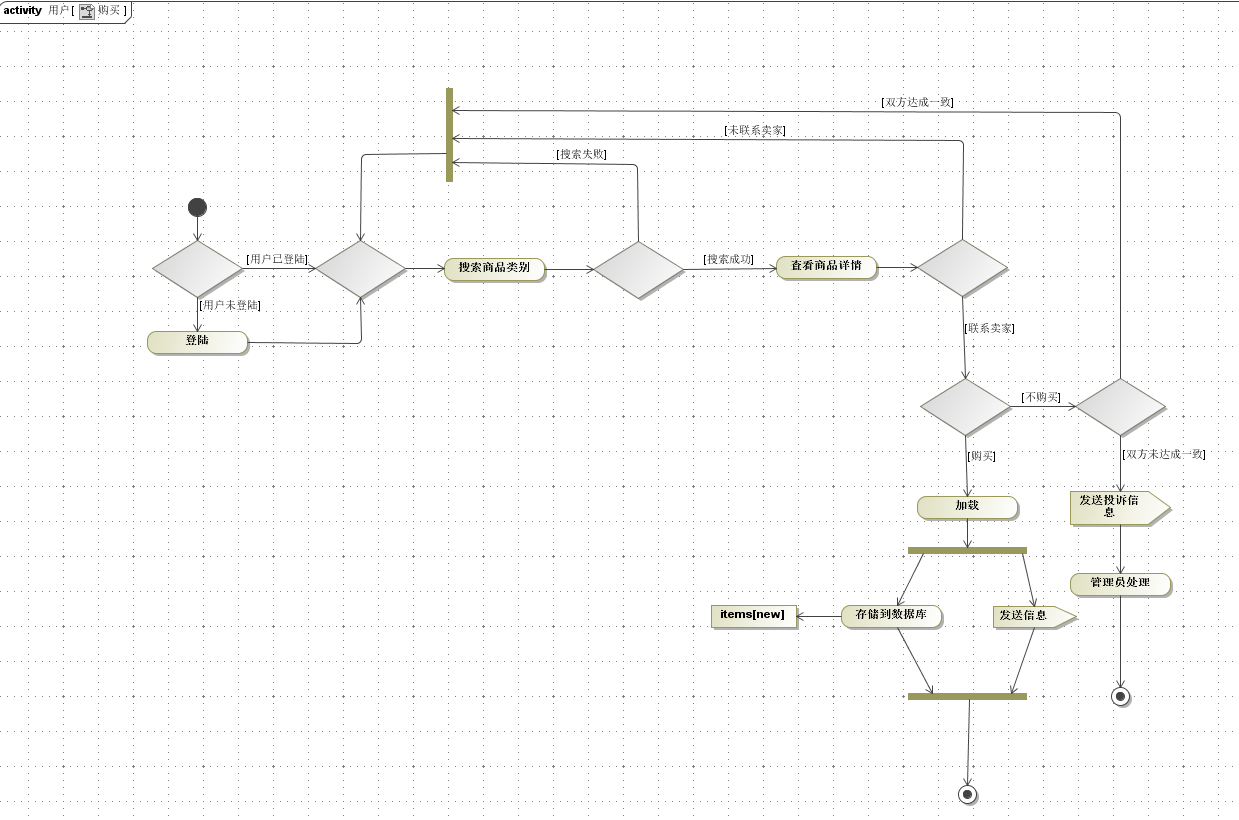 activity 用户[ 购买 ]
[双方达成一致]
[未联系卖家]
[搜索失败]
[用户已登陆]
搜索商品类别
[搜索成功]
查看商品详情
[用户未登陆]
登陆
[联系卖家]
[不购买]
[购买]
[双方未达成一致]
加载
发送投诉信
息
管理员处理
items[new]
存储到数据库
发送信息